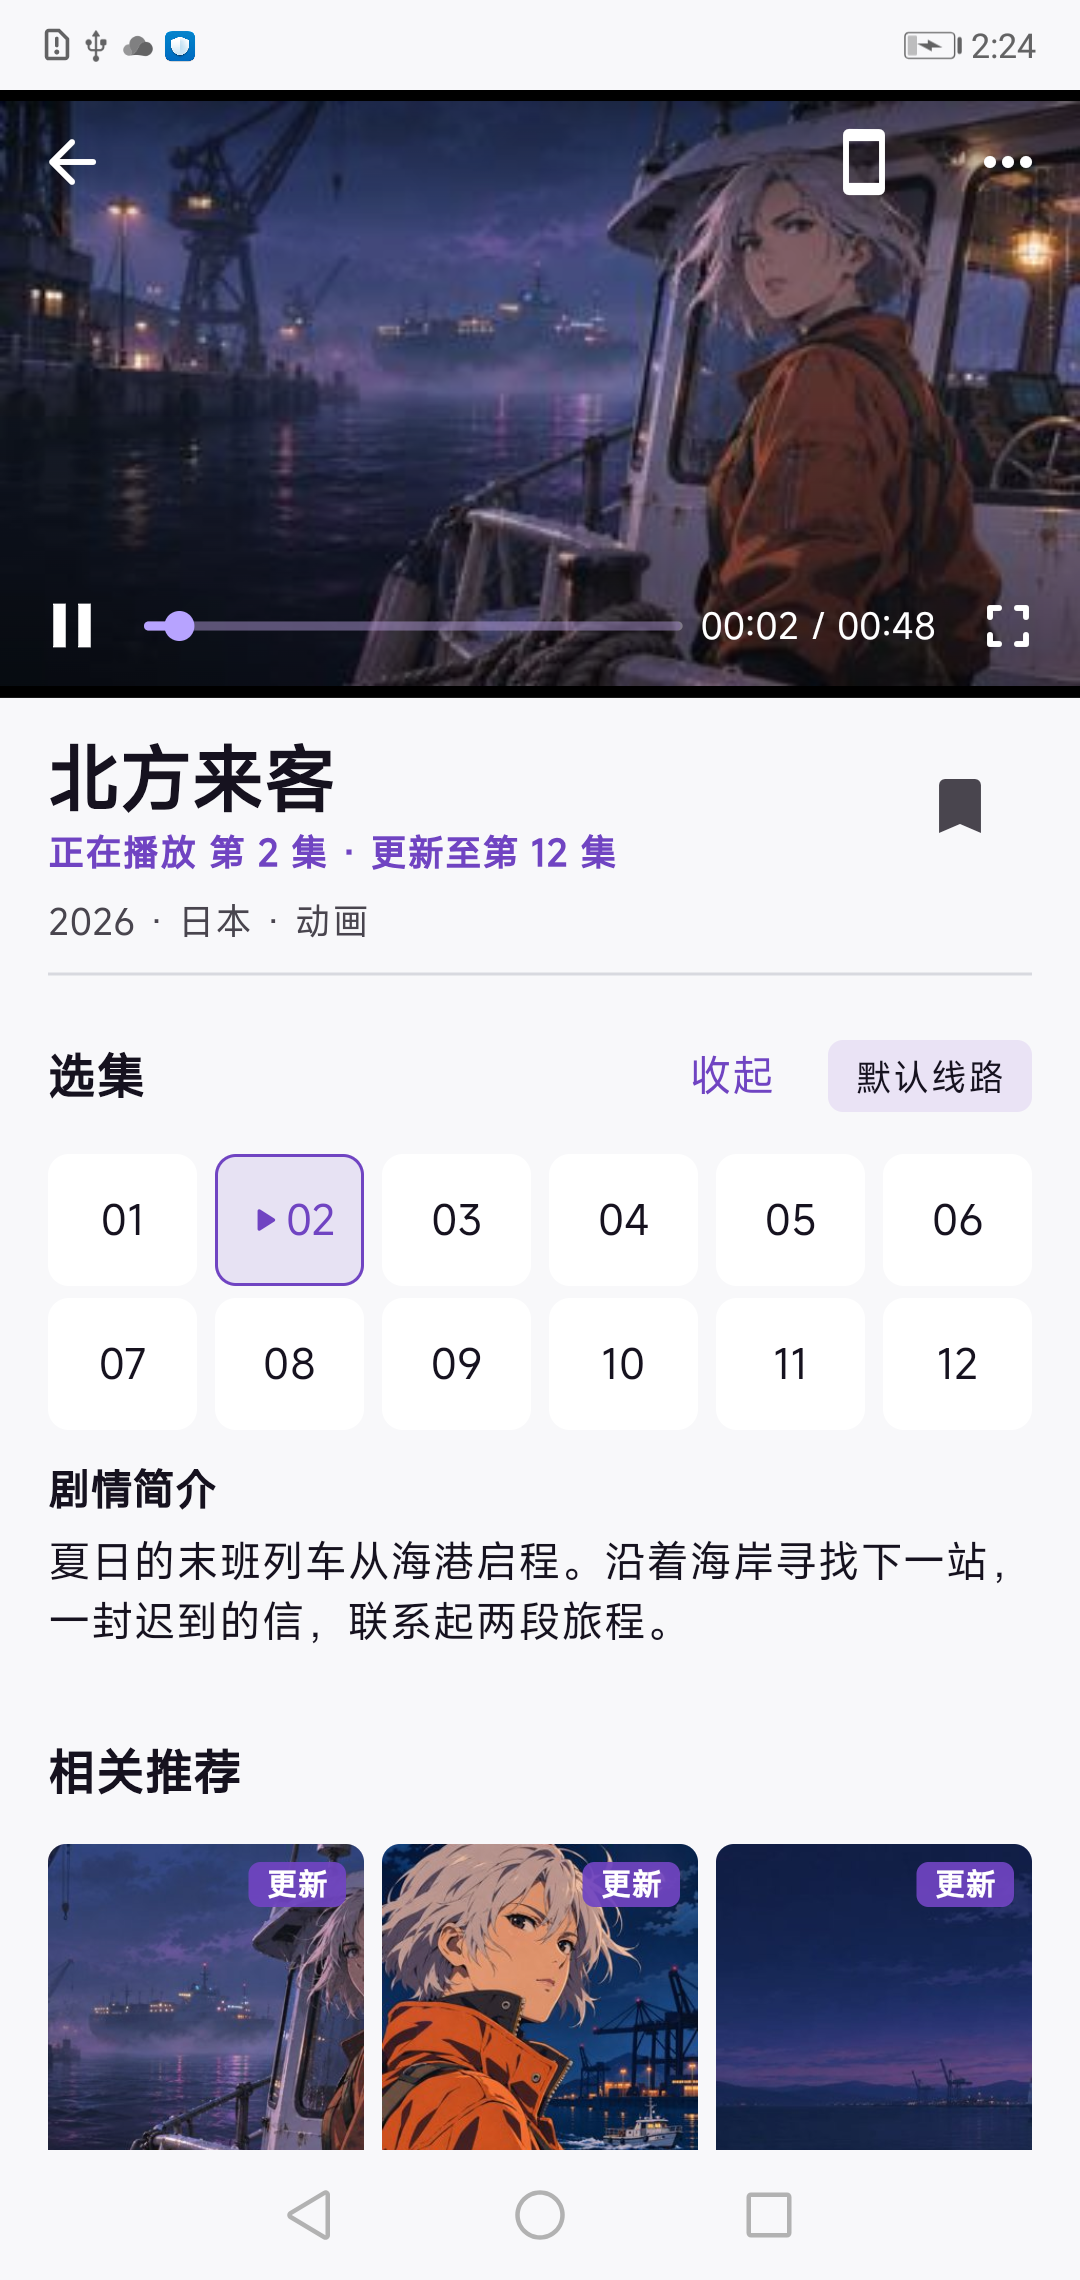 2:24
00:02 / 00:48
北方来客
正在播放 第 2 集 · 更新至第 12 集
2026 · 日本 · 动画
选集
收起
默认线路
01
02
03
04
05
06
07
08
09
10
11
12
剧情简介
夏日的末班列车从海港启程。沿着海岸寻找下一站，
一封迟到的信，联系起两段旅程。
相关推荐
更新
更新
更新